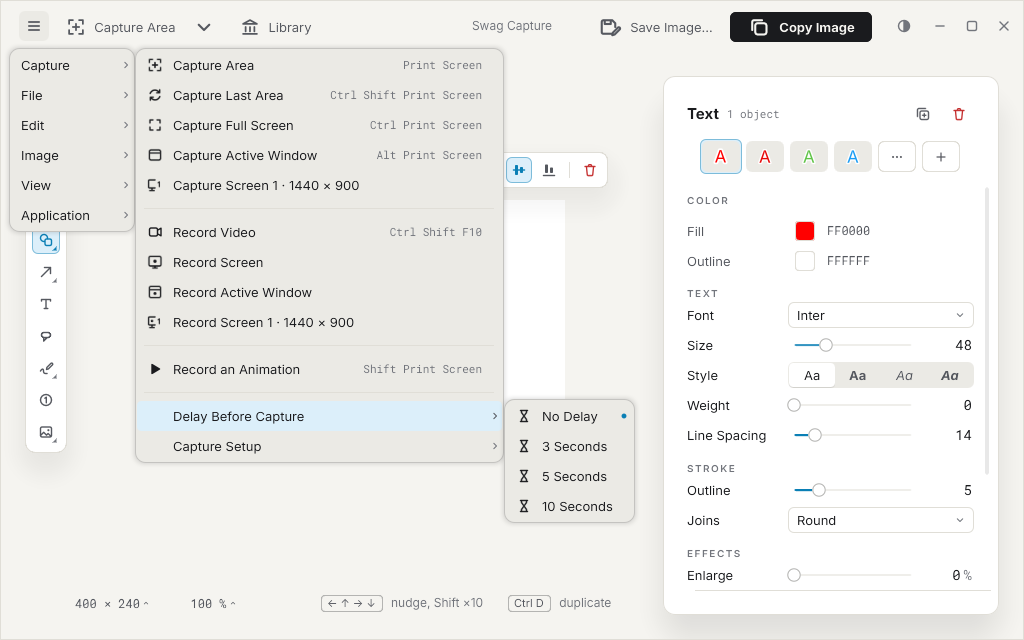 Capture Area
Library
Swag Capture
Save Image...
Copy Image
Capture
File
Edit
Image
View
Application
Capture Area Print Screen
Capture Last Area Ctrl Shift Print Screen
Capture Full Screen Ctrl Print Screen
Capture Active Window Alt Print Screen
Capture Screen 1 · 1440 × 900
Record Video Ctrl Shift F10
Record Screen
Record Active Window
Record Screen 1 · 1440 × 900
Record an Animation Shift Print Screen
Delay Before Capture
Capture Setup
No Delay
3 Seconds
5 Seconds
10 Seconds
Text 1 object
A A A A ... +
COLOR
Fill FF0000
Outline FFFFFF
TEXT
Font Inter
Size 48
Style Aa Aa Aa Aa
Weight 0
Line Spacing 14
STROKE
Outline 5
Joins Round
EFFECTS
Enlarge 0 %
400 × 240
100 %
← ↑ → ↓ nudge, Shift ×10
Ctrl D duplicate